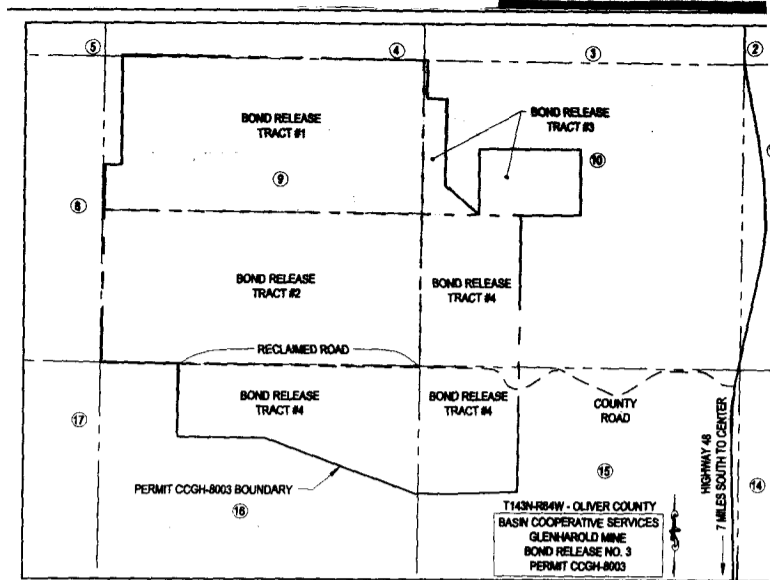 5
4
3
2
BOND RELEASE
TRACT #1
BOND RELEASE
TRACT #3
10
9
8
BOND RELEASE
TRACT #2
BOND RELEASE
TRACT #4
RECLAIMED ROAD
BOND RELEASE
TRACT #4
BOND RELEASE
TRACT #4
COUNTY
ROAD
17
HIGHWAY 48
7 MILES SOUTH TO CENTER
PERMIT CCGH-8003 BOUNDARY
16
15
14
T143N-R84W - OLIVER COUNTY
BASIN COOPERATIVE SERVICES
GLENHAROLD MINE
BOND RELEASE NO. 3
PERMIT CCGH-8003